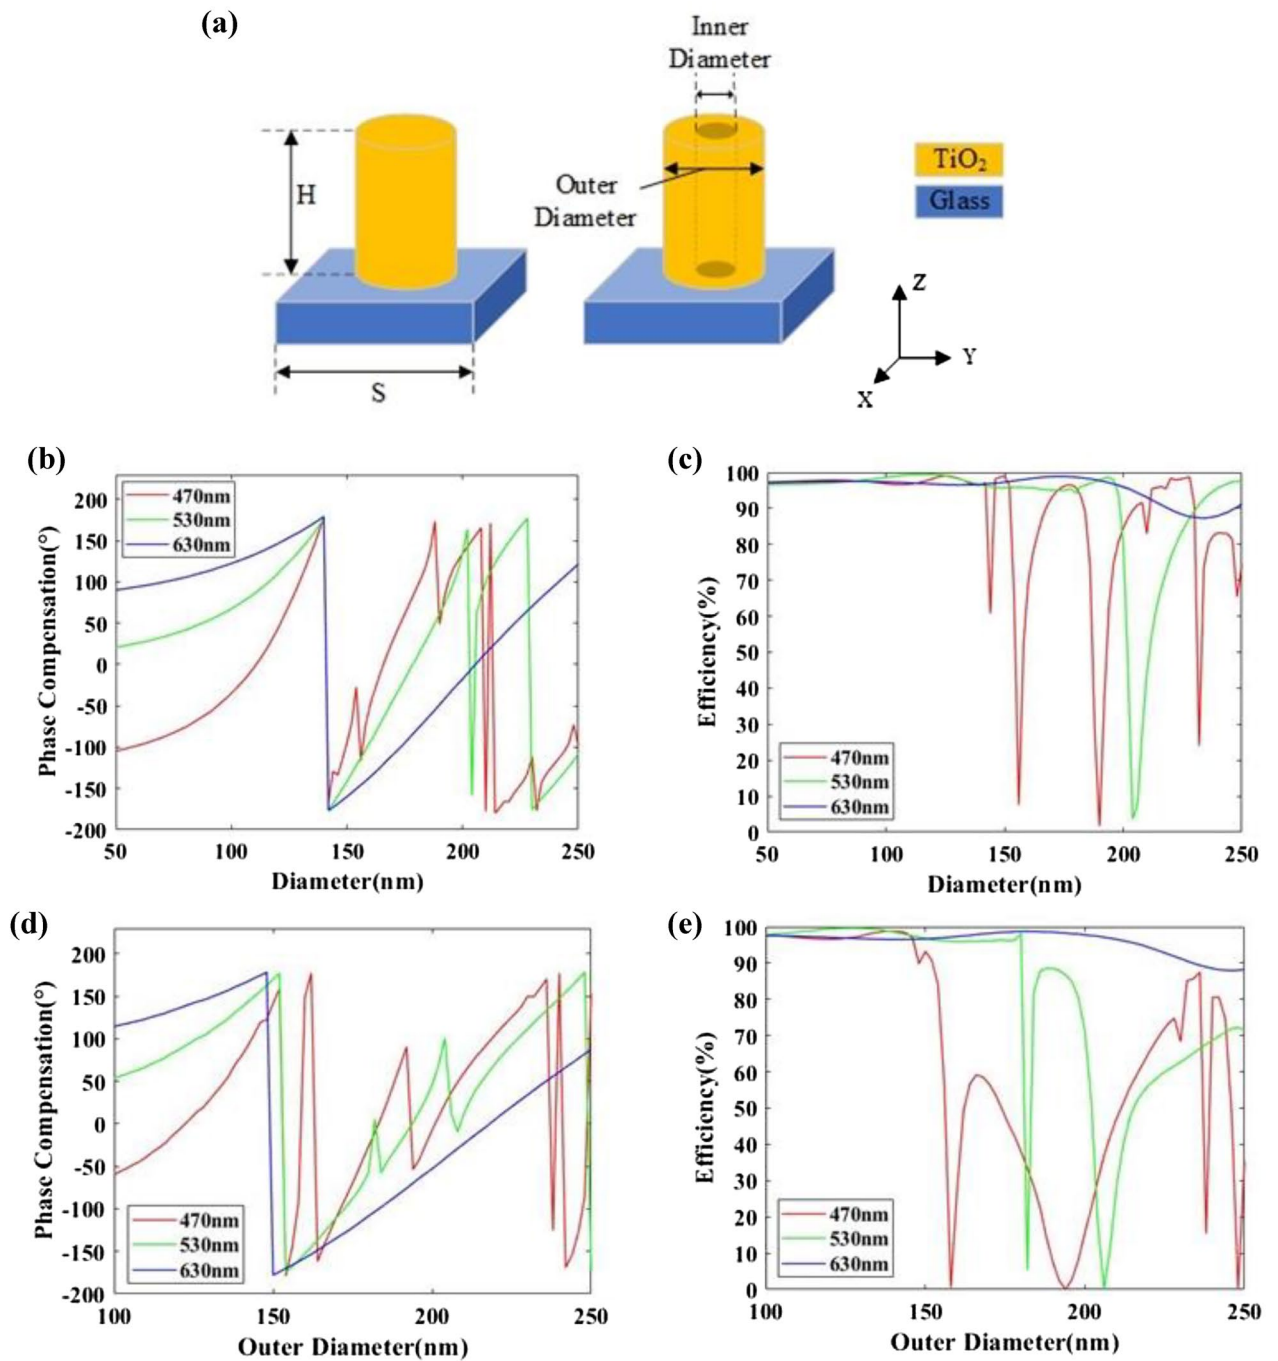 (a)
Inner
Diameter
H
Outer
Diameter
S
TiO₂
Glass
Z
Y
X
(b)
Phase Compensation(°)
200
150
100
50
0
-50
-100
-150
-200
470nm
530nm
630nm
50 100 150 200 250
Diameter(nm)
(c)
Efficiency(%)
100
90
80
70
60
50
40
30
20
10
0
470nm
530nm
630nm
50 100 150 200 250
Diameter(nm)
(d)
Phase Compensation(°)
200
150
100
50
0
-50
-100
-150
-200
470nm
530nm
630nm
100 150 200 250
Outer Diameter(nm)
(e)
Efficiency(%)
100
90
80
70
60
50
40
30
20
10
0
470nm
530nm
630nm
100 150 200 250
Outer Diameter(nm)